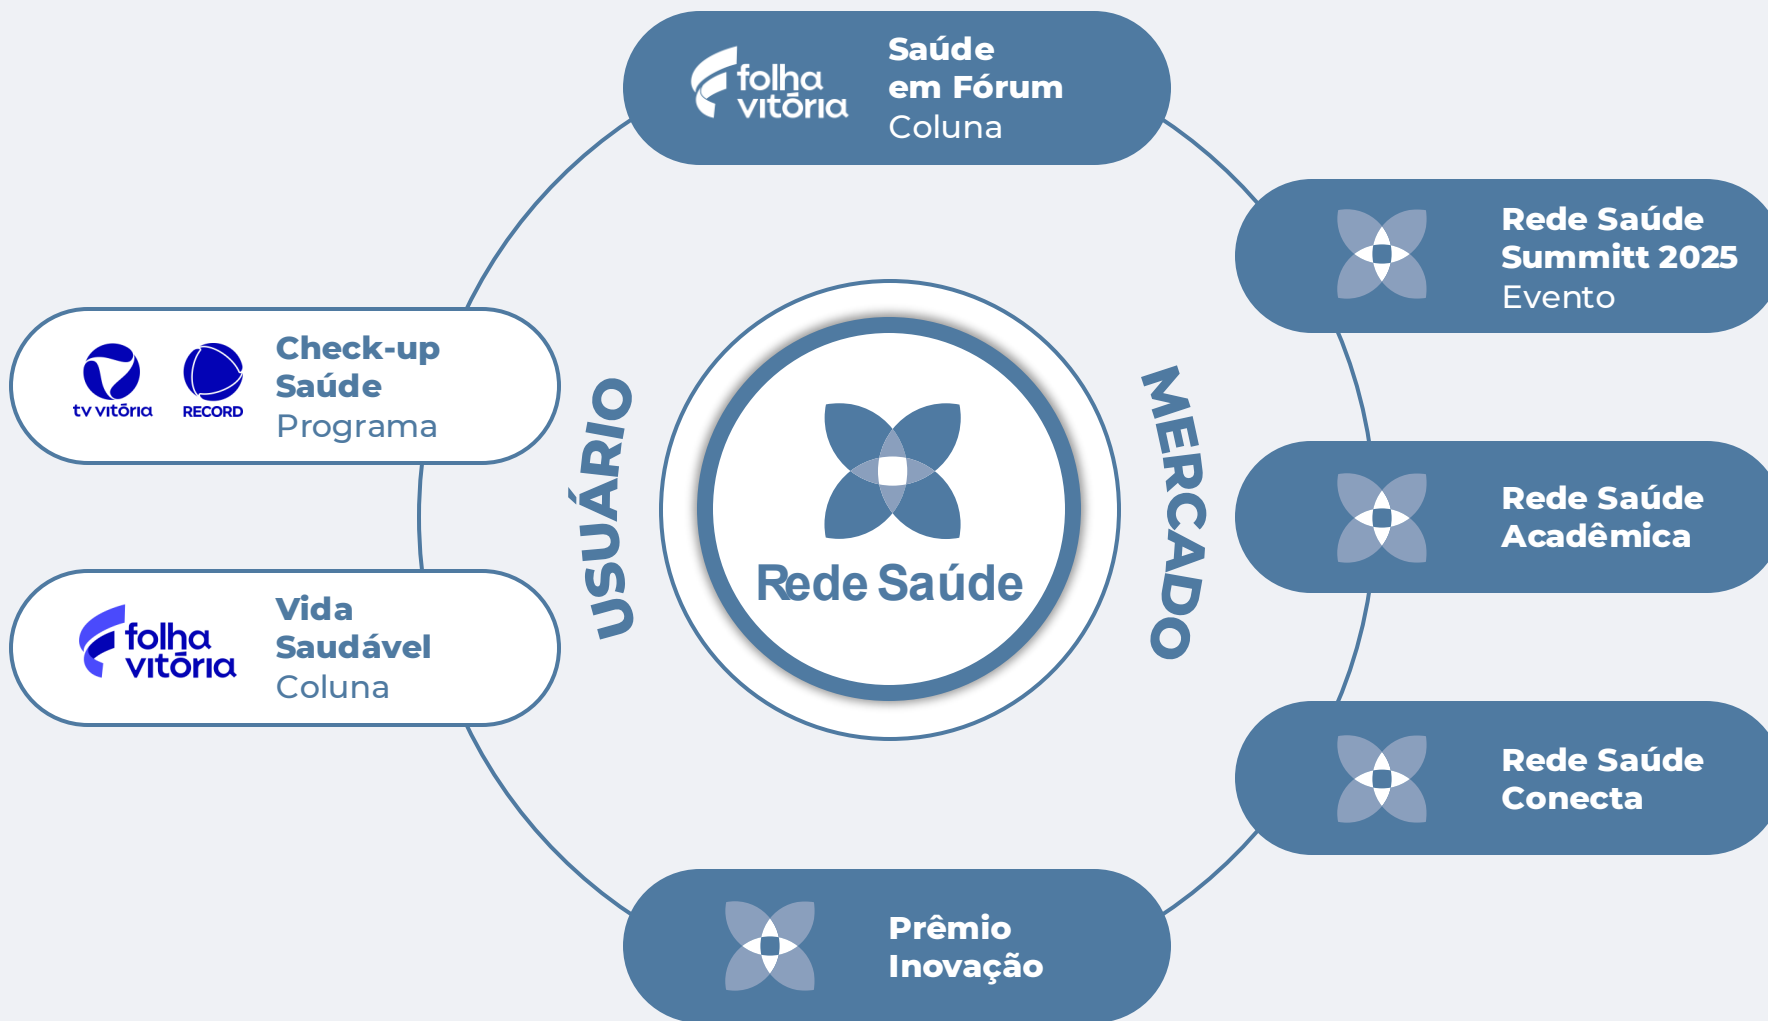 folha
vitória
Saúde
em Fórum
Coluna
Rede Saúde
Summitt 2025
Evento
tv vitória
RECORD
Check-up
Saúde
Programa
USUÁRIO
MERCADO
Rede Saúde
Rede Saúde
Acadêmica
folha
vitória
Vida
Saudável
Coluna
Rede Saúde
Conecta
Prêmio
Inovação